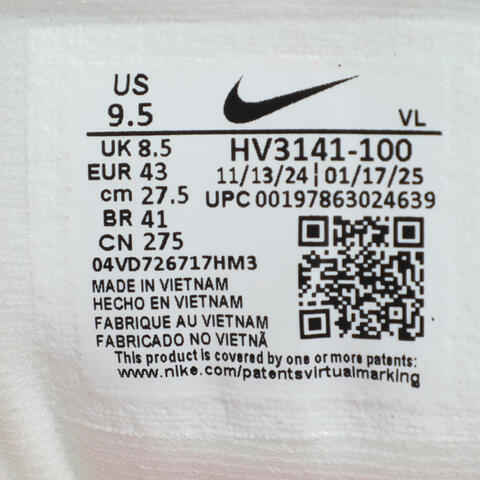 US
9.5
VL
UK 8.5
HV3141-100
EUR 43
11/13/24 | 01/17/25
cm 27.5
UPC 00197863024639
BR 41
CN 275
04VD726717HM3
MADE IN VIETNAM
HECHO EN VIETNAM
FABRIQUE AU VIETNAM
FABRICADO NO VIETNÃ
This product is covered by one or more patents:
www.nike.com/patentsvirtualmarking